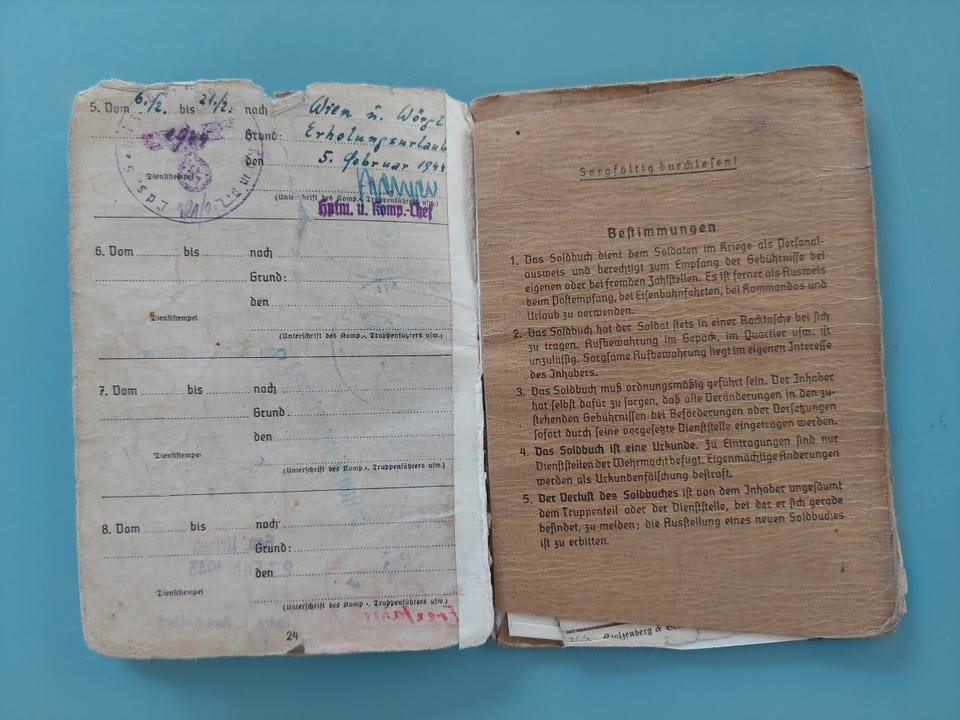 5. Vom 6./2. bis 21./2. nach Wien u. Wörgl
1944 Grund: Erholungsurlaub
den 5. Februar 1944
Dienststempel
(Unterschrift des Komp.-, Truppenführers usw.)
Hptm. u. Komp.-Chef
6. Vom bis nach
Grund:
den
Dienststempel
(Unterschrift des Komp.-, Truppenführers usw.)
7. Vom bis nach
Grund:
den
Dienststempel
(Unterschrift des Komp.-, Truppenführers usw.)
8. Vom bis nach
Grund:
den
Dienststempel
(Unterschrift des Komp.-, Truppenführers usw.)
24
Sorgfältig durchlesen!
Bestimmungen
1. Das Soldbuch dient dem Soldaten im Kriege als Personal-
ausweis und berechtigt zum Empfang der Gebührnisse bei
eigenen oder bei fremden Zahlstellen. Es ist ferner als Ausweis
beim Postempfang, bei Eisenbahnfahrten, bei Kommandos und
Urlaub zu verwenden.
2. Das Soldbuch hat der Soldat stets in einer Rocktasche bei sich
zu tragen. Aufbewahrung im Gepäck, im Quartier usw. ist
unzulässig. Sorgsame Aufbewahrung liegt im eigenen Interesse
des Inhabers.
3. Das Soldbuch muß ordnungsmäßig geführt sein. Der Inhaber
hat selbst dafür zu sorgen, daß alle Veränderungen in den zu-
stehenden Gebührnissen bei Beförderungen oder Versetzungen
sofort durch seine vorgesetzte Dienststelle eingetragen werden.
4. Das Soldbuch ist eine Urkunde. Zu Eintragungen sind nur
Dienststellen der Wehrmacht befugt. Eigenmächtige Änderungen
werden als Urkundenfälschung bestraft.
5. Der Verlust des Soldbuches ist von dem Inhaber ungesäumt
dem Truppenteil oder der Dienststelle, bei der er sich gerade
befindet, zu melden; die Ausstellung eines neuen Soldbuches
ist zu erbitten.